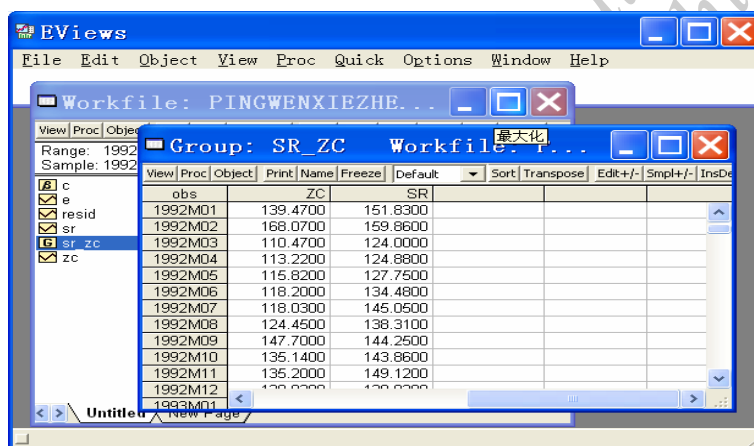 EViews
File Edit Object View Proc Quick Options Window Help
Workfile: PINGWENXIEZHE...
View Proc Objec
Range: 1992
Sample: 1992
c
e
resid
sr
sr_zc
zc
Untitled New Page
最大化
Group: SR_ZC Workfile:
View Proc Object Print Name Freeze Default Sort Transpose Edit+/- Smpl+/- InsDe
obs ZC SR
1992M01 139.4700 151.8300
1992M02 168.0700 159.8600
1992M03 110.4700 124.0000
1992M04 113.2200 124.8800
1992M05 115.8200 127.7500
1992M06 118.2000 134.4800
1992M07 118.0300 145.0500
1992M08 124.4500 138.3100
1992M09 147.7000 144.2500
1992M10 135.1400 143.8600
1992M11 135.2000 149.1200
1992M12
1993M01